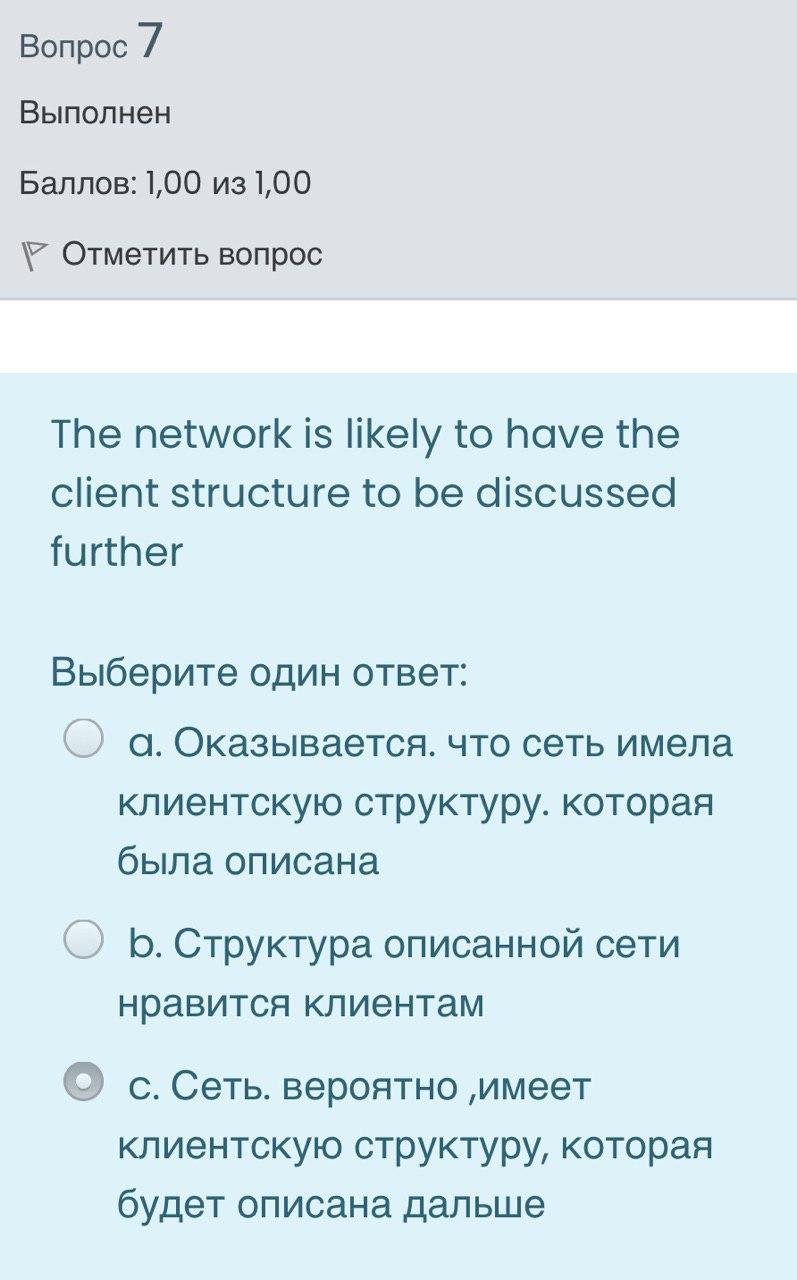 Вопрос 7
Выполнен
Баллов: 1,00 из 1,00
Отметить вопрос
The network is likely to have the
client structure to be discussed
further
Выберите один ответ:
a. Оказывается. что сеть имела
клиентскую структуру. которая
была описана
b. Структура описанной сети
нравится клиентам
c. Сеть. вероятно ,имеет
клиентскую структуру, которая
будет описана дальше